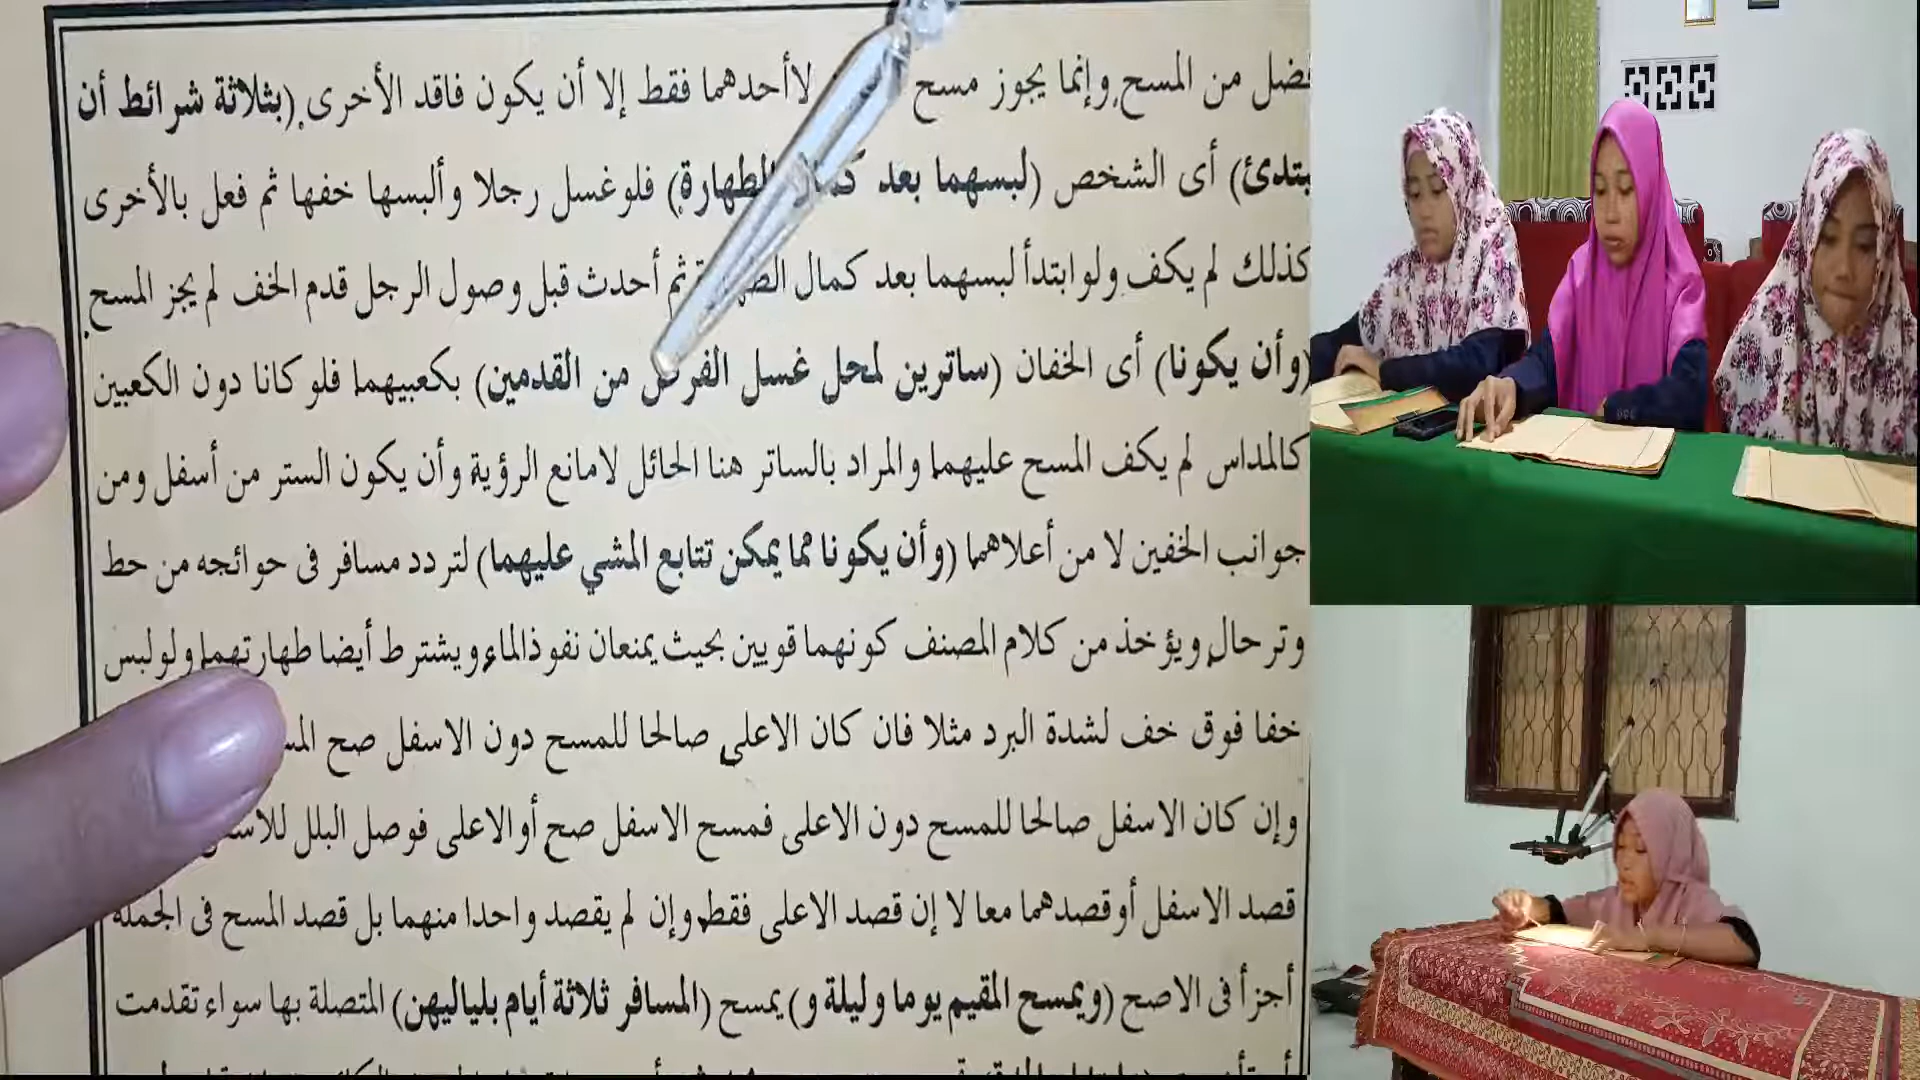 من المسح وإنما يجوز مسح لا أحدهما فقط إلا أن يكون فاقد الأخرى (بثلاثة شرائط أن
يبتدئ) أى الشخص (لبسهما بعد الطهارة) فلو غسل رجلا وألبسها خفها ثم فعل بالأخرى
كذلك لم يكف ولو ابتدأ لبسهما بعد كمال ثم أحدث قبل وصول الرجل قدم الخف لم يجز المسح
(وأن يكونا) أى الخفان (ساترين لمحل غسل الفرض من القدمين) بكعبيهما فلو كانا دون الكعبين
كالمداس لم يكف المسح عليهما والمراد بالساتر هنا الحائل لامانع الرؤية وأن يكون الستر من أسفل ومن
جوانب الخفين لا من أعلاهما (وأن يكونا مما يمكن تتابع المشي عليهما) لتردد مسافر فى حوائجه من حط
وترحال ويؤخذ من كلام المصنف كونهما قويين بحيث يمنعان نفوذ الماء ويشترط أيضا طهارتهما ولو لبس
خفا فوق خف لشدة البرد مثلا فان كان الاعلى صالحا للمسح دون الاسفل صح
وإن كان الاسفل صالحا للمسح دون الاعلى فمسح الاسفل صح أو الاعلى فوصل البلل
قصد الاسفل أو قصدهما معا لا إن قصد الاعلى فقط وإن لم يقصد واحدا منهما بل قصد المسح فى الجملة
أجزأ فى الاصح (ويمسح المقيم يوما وليلة و) يمسح (المسافر ثلاثة أيام بلياليهن) المتصلة بها سواء تقدمت